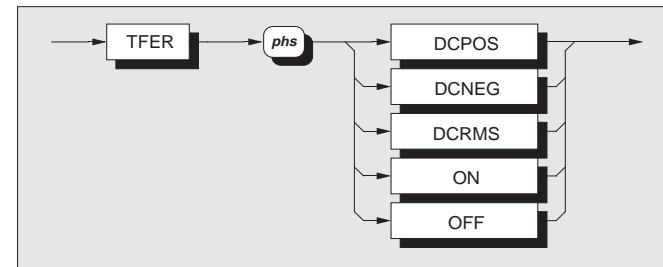 TFER phs DCPOS
DCNEG
DCRMS
ON
OFF